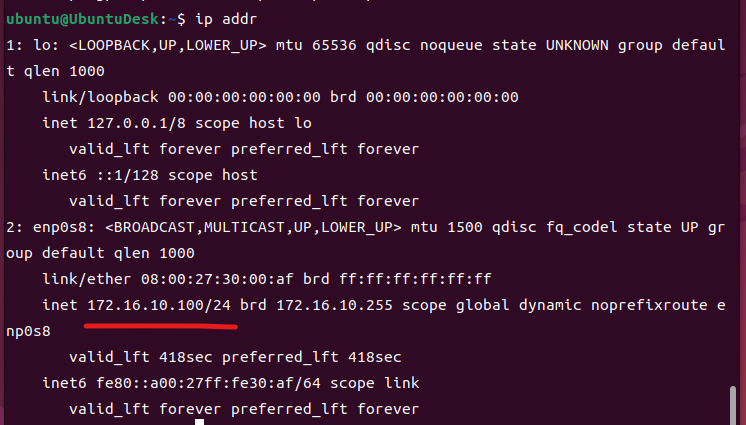 ubuntu@UbuntuDesk:~$ ip addr
1: lo: <LOOPBACK,UP,LOWER_UP> mtu 65536 qdisc noqueue state UNKNOWN group defaul
t qlen 1000
    link/loopback 00:00:00:00:00:00 brd 00:00:00:00:00:00
    inet 127.0.0.1/8 scope host lo
       valid_lft forever preferred_lft forever
    inet6 ::1/128 scope host
       valid_lft forever preferred_lft forever
2: enp0s8: <BROADCAST,MULTICAST,UP,LOWER_UP> mtu 1500 qdisc fq_codel state UP gr
oup default qlen 1000
    link/ether 08:00:27:30:00:af brd ff:ff:ff:ff:ff:ff
    inet 172.16.10.100/24 brd 172.16.10.255 scope global dynamic noprefixroute e
np0s8
       valid_lft 418sec preferred_lft 418sec
    inet6 fe80::a00:27ff:fe30:af/64 scope link
       valid_lft forever preferred_lft forever